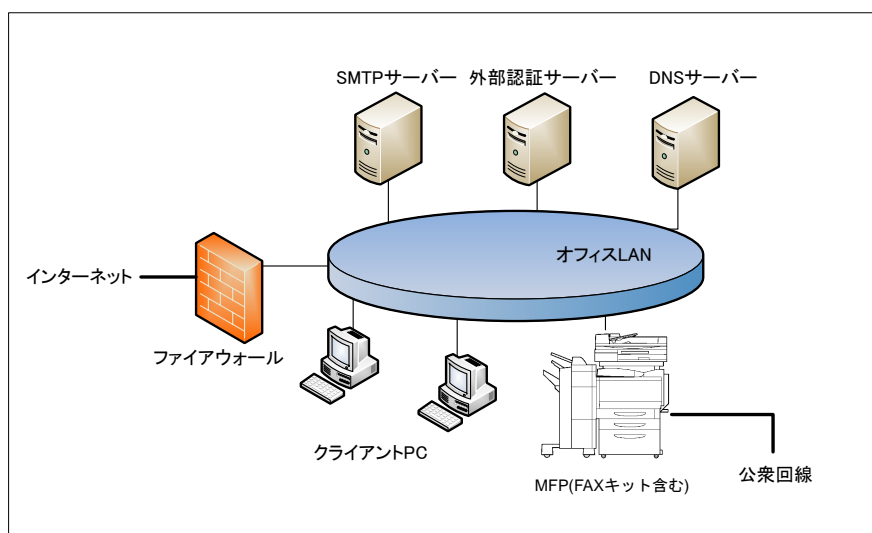 SMTPサーバー
外部認証サーバー
DNSサーバー
オフィスLAN
インターネット
ファイアウォール
クライアントPC
MFP(FAXキット含む)
公衆回線